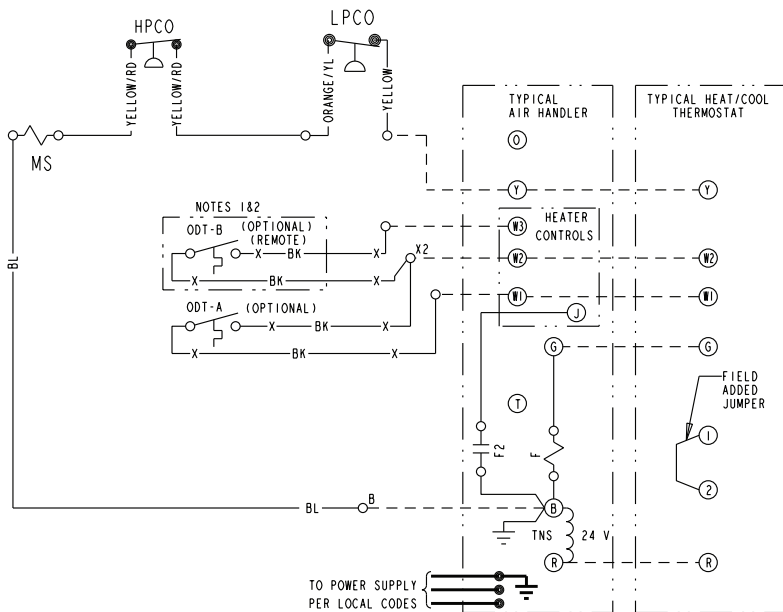 HPCO
LPCO
YELLOW/RD
YELLOW/RD
ORANGE/YL
YELLOW
MS
TYPICAL
AIR HANDLER
TYPICAL HEAT/COOL
THERMOSTAT
O
Y
Y
NOTES 1&2
ODT-B
(OPTIONAL)
(REMOTE)
X
BK
X
X
BK
X
X2
W3
HEATER
CONTROLS
W2
W2
ODT-A
(OPTIONAL)
X
BK
X
X
BK
X
W1
W1
J
G
G
BL
FIELD
ADDED
JUMPER
T
1
F2
F
2
BL
B
B
TNS
24 V
R
R
TO POWER SUPPLY
PER LOCAL CODES